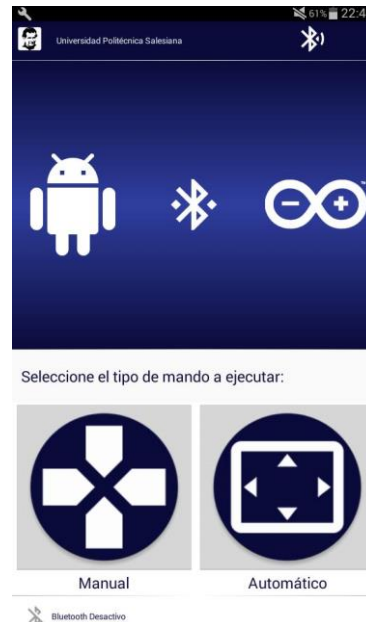 61% 22:4
Universidad Politécnica Salesiana
Seleccione el tipo de mando a ejecutar:
Manual Automático
Bluetooth Desactivo